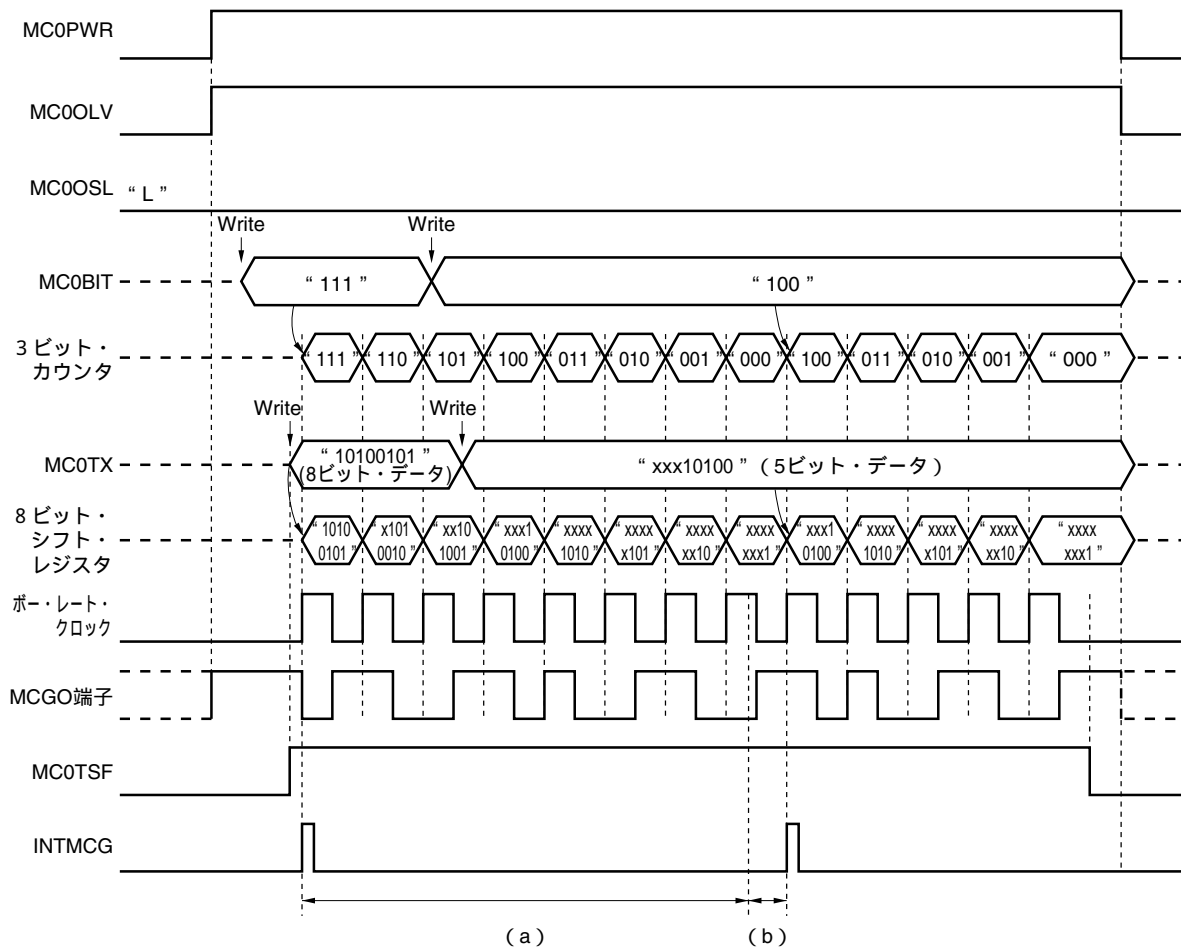 MC0PWR
MC0OLV
MC0OSL “ L ”
Write Write
MC0BIT “ 111 ” “ 100 ”
3 ビット・
カウンタ
“ 111 ” “ 110 ” “ 101 ” “ 100 ” “ 011 ” “ 010 ” “ 001 ” “ 000 ” “ 100 ” “ 011 ” “ 010 ” “ 001 ” “ 000 ”
Write Write
MC0TX “ 10100101 ”
(8ビット・データ)
“ xxx10100 ”（5ビット・データ）
8 ビット・
シフト・
レジスタ
“ 1010 “ x101 “ xx10 “ xxx1 “ xxxx “ xxxx “ xxxx “ xxxx “ xxx1 “ xxxx “ xxxx “ xxxx “ xxxx
0101 ” 0010 ” 1001 ” 0100 ” 1010 ” x101 ” xx10 ” xxx1 ” 0100 ” 1010 ” x101 ” xx10 ” xxx1 ”
ボー・レート・
クロック
MCGO端子
MC0TSF
INTMCG
（a） （b）